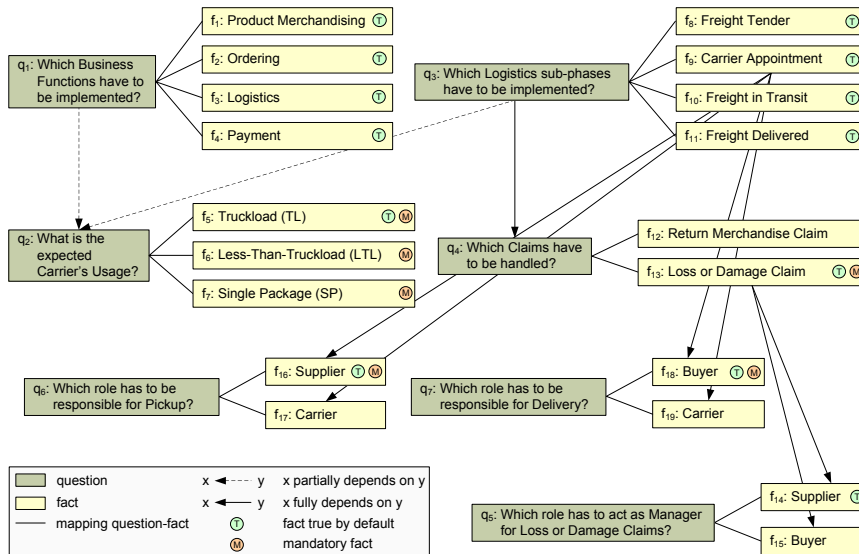 f₁: Product Merchandising T
f₈: Freight Tender T
q₁: Which Business
Functions have to
be implemented?
f₂: Ordering T
f₉: Carrier Appointment T
q₃: Which Logistics sub-phases
have to be implemented?
f₃: Logistics T
f₁₀: Freight in Transit T
f₄: Payment T
f₁₁: Freight Delivered T
q₂: What is the
expected
Carrier's Usage?
f₅: Truckload (TL) T M
f₆: Less-Than-Truckload (LTL) M
f₇: Single Package (SP) M
q₄: Which Claims have
to be handled?
f₁₂: Return Merchandise Claim
f₁₃: Loss or Damage Claim T M
q₆: Which role has to be
responsible for Pickup?
f₁₆: Supplier T M
f₁₇: Carrier
q₇: Which role has to be
responsible for Delivery?
f₁₈: Buyer T M
f₁₉: Carrier
question
fact
mapping question-fact
x y x partially depends on y
x y x fully depends on y
T fact true by default
M mandatory fact
q₅: Which role has to act as Manager
for Loss or Damage Claims?
f₁₄: Supplier T
f₁₅: Buyer